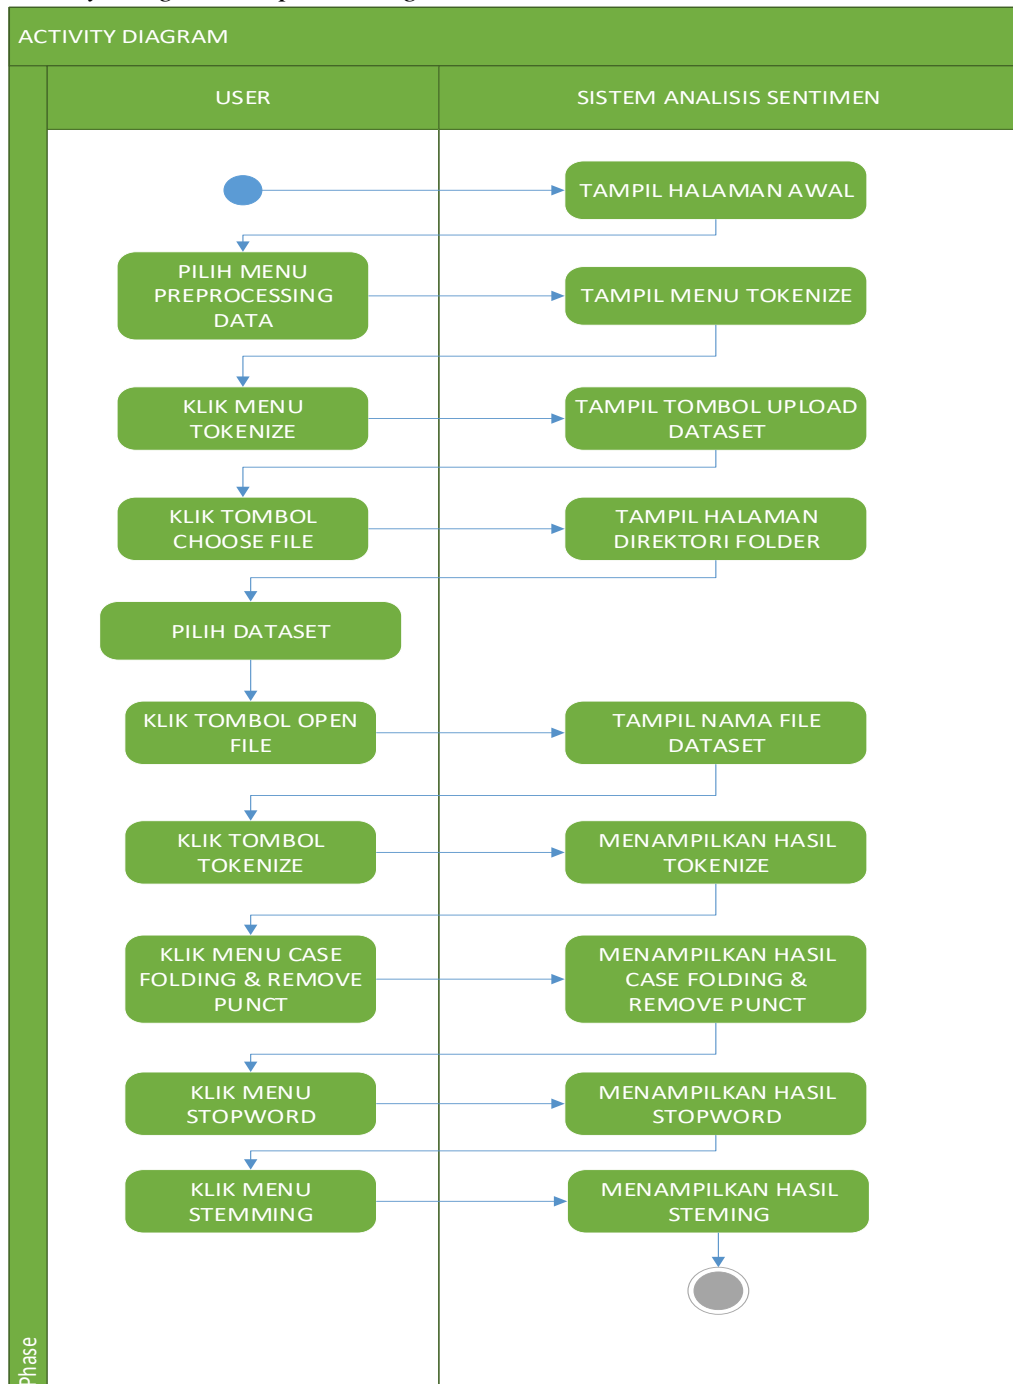 ACTIVITY DIAGRAM
USER
SISTEM ANALISIS SENTIMEN
TAMPIL HALAMAN AWAL
PILIH MENU
PREPROCESSING
DATA
TAMPIL MENU TOKENIZE
KLIK MENU
TOKENIZE
TAMPIL TOMBOL UPLOAD
DATASET
KLIK TOMBOL
CHOOSE FILE
TAMPIL HALAMAN
DIREKTORI FOLDER
PILIH DATASET
KLIK TOMBOL OPEN
FILE
TAMPIL NAMA FILE
DATASET
KLIK TOMBOL
TOKENIZE
MENAMPILKAN HASIL
TOKENIZE
KLIK MENU CASE
FOLDING & REMOVE
PUNCT
MENAMPILKAN HASIL
CASE FOLDING &
REMOVE PUNCT
KLIK MENU
STOPWORD
MENAMPILKAN HASIL
STOPWORD
KLIK MENU
STEMMING
MENAMPILKAN HASIL
STEMING
Phase